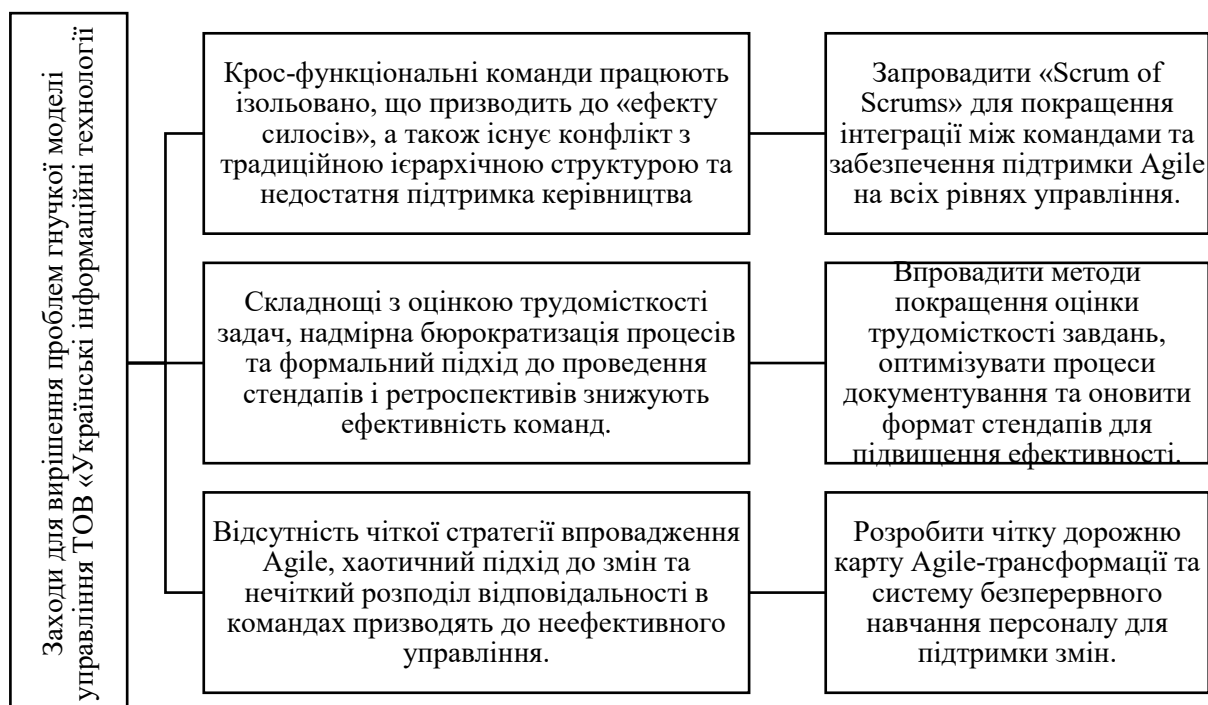 Заходи для вирішення проблем гнучкої моделі
управління ТОВ «Українські інформаційні технології
Крос-функціональні команди працюють
ізольовано, що призводить до «ефекту
силосів», а також існує конфлікт з
традиційною ієрархічною структурою та
недостатня підтримка керівництва
Запровадити «Scrum of
Scrums» для покращення
інтеграції між командами та
забезпечення підтримки Agile
на всіх рівнях управління.
Складнощі з оцінкою трудомісткості
задач, надмірна бюрократизація процесів
та формальний підхід до проведення
стендапів і ретроспективів знижують
ефективність команд.
Впровадити методи
покращення оцінки
трудомісткості завдань,
оптимізувати процеси
документування та оновити
формат стендапів для
підвищення ефективності.
Відсутність чіткої стратегії впровадження
Agile, хаотичний підхід до змін та
нечіткий розподіл відповідальності в
командах призводять до неефективного
управління.
Розробити чітку дорожню
карту Agile-трансформації та
систему безперервного
навчання персоналу для
підтримки змін.